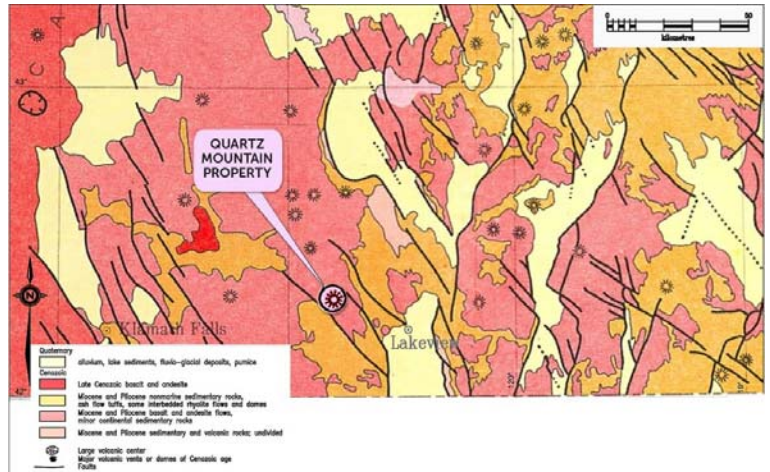 0 50
kilometres
43°
C A
QUARTZ
MOUNTAIN
PROPERTY
N
Klamath Falls
Lakeview
42°
120°
Quaternary
alluvium, lake sediments, fluvio-glacial deposits, pumice
Cenozoic
Late Cenozoic basalt and andesite
Miocene and Pliocene nonmarine sedimentary rocks,
ash flow tuffs, some interbedded rhyolite flows and domes
Miocene and Pliocene basalt and andesite flows,
minor continental sedimentary rocks
Miocene and Pliocene sedimentary and volcanic rocks; undivided
Large volcanic center
Major volcanic vents or domes of Cenozoic age
Faults